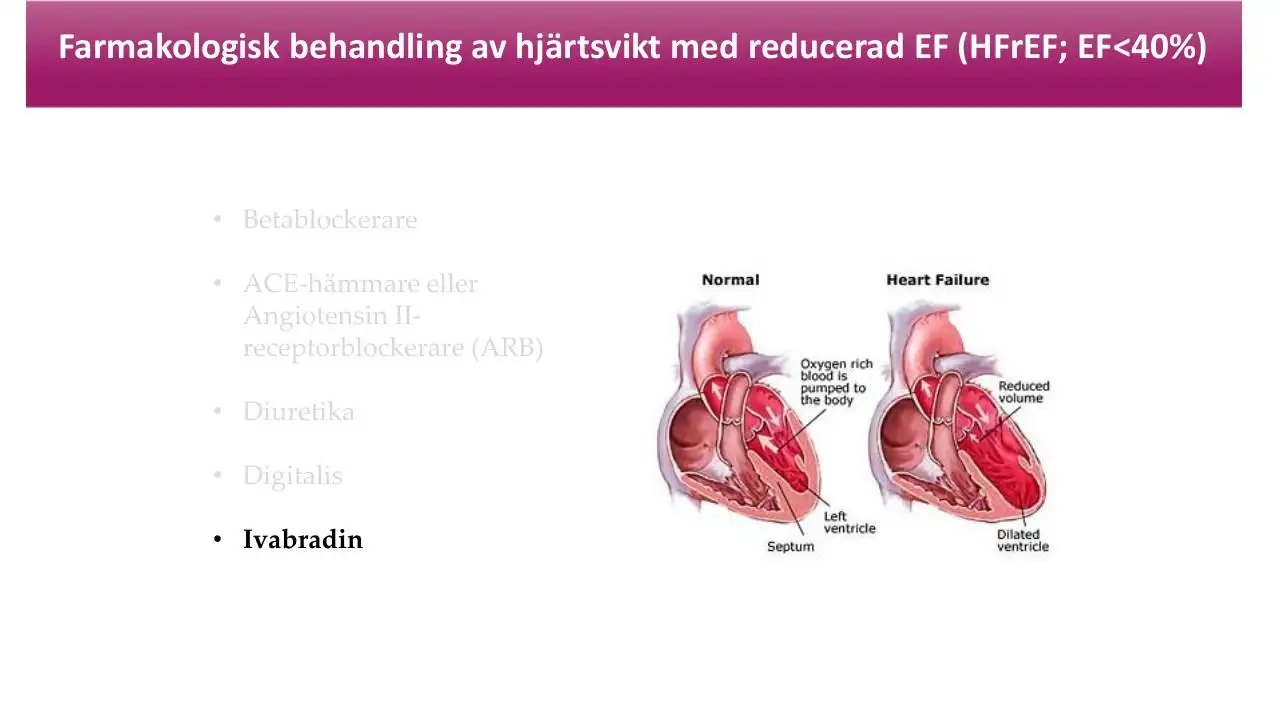 Farmakologisk behandling av hjärtsvikt med reducerad EF (HFrEF; EF<40%)
• Betablockerare
• ACE-hämmare eller
Angiotensin II-
receptorblockerare (ARB)
• Diuretika
• Digitalis
• Ivabradin
Normal
Heart Failure
Oxygen rich
blood is
pumped to
the body
Reduced
volume
Left
ventricle
Septum
Dilated
ventricle